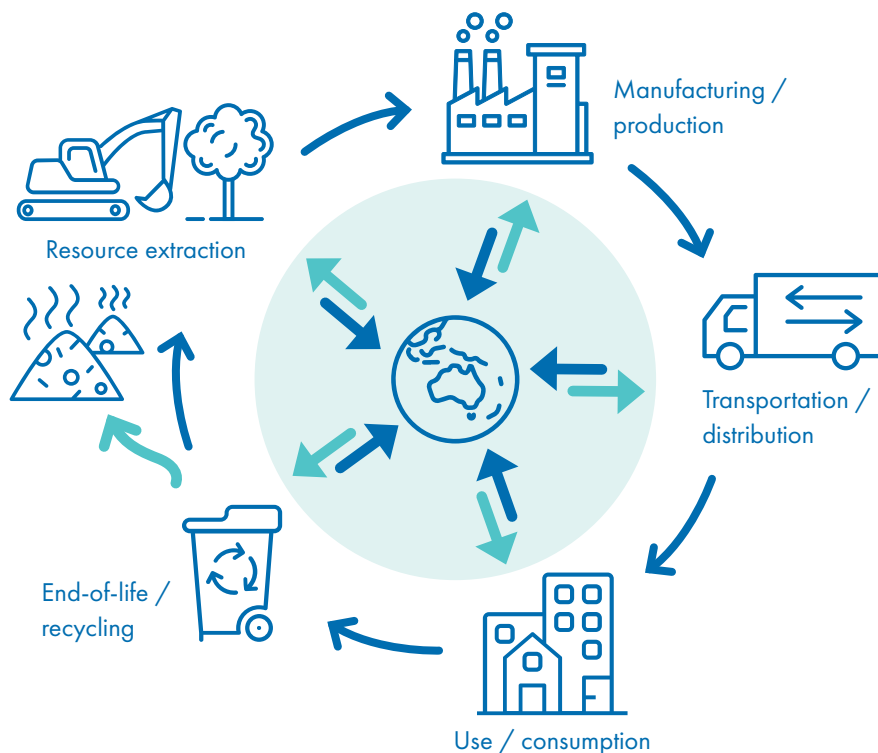 Manufacturing /
production
Resource extraction
Transportation /
distribution
End-of-life /
recycling
Use / consumption